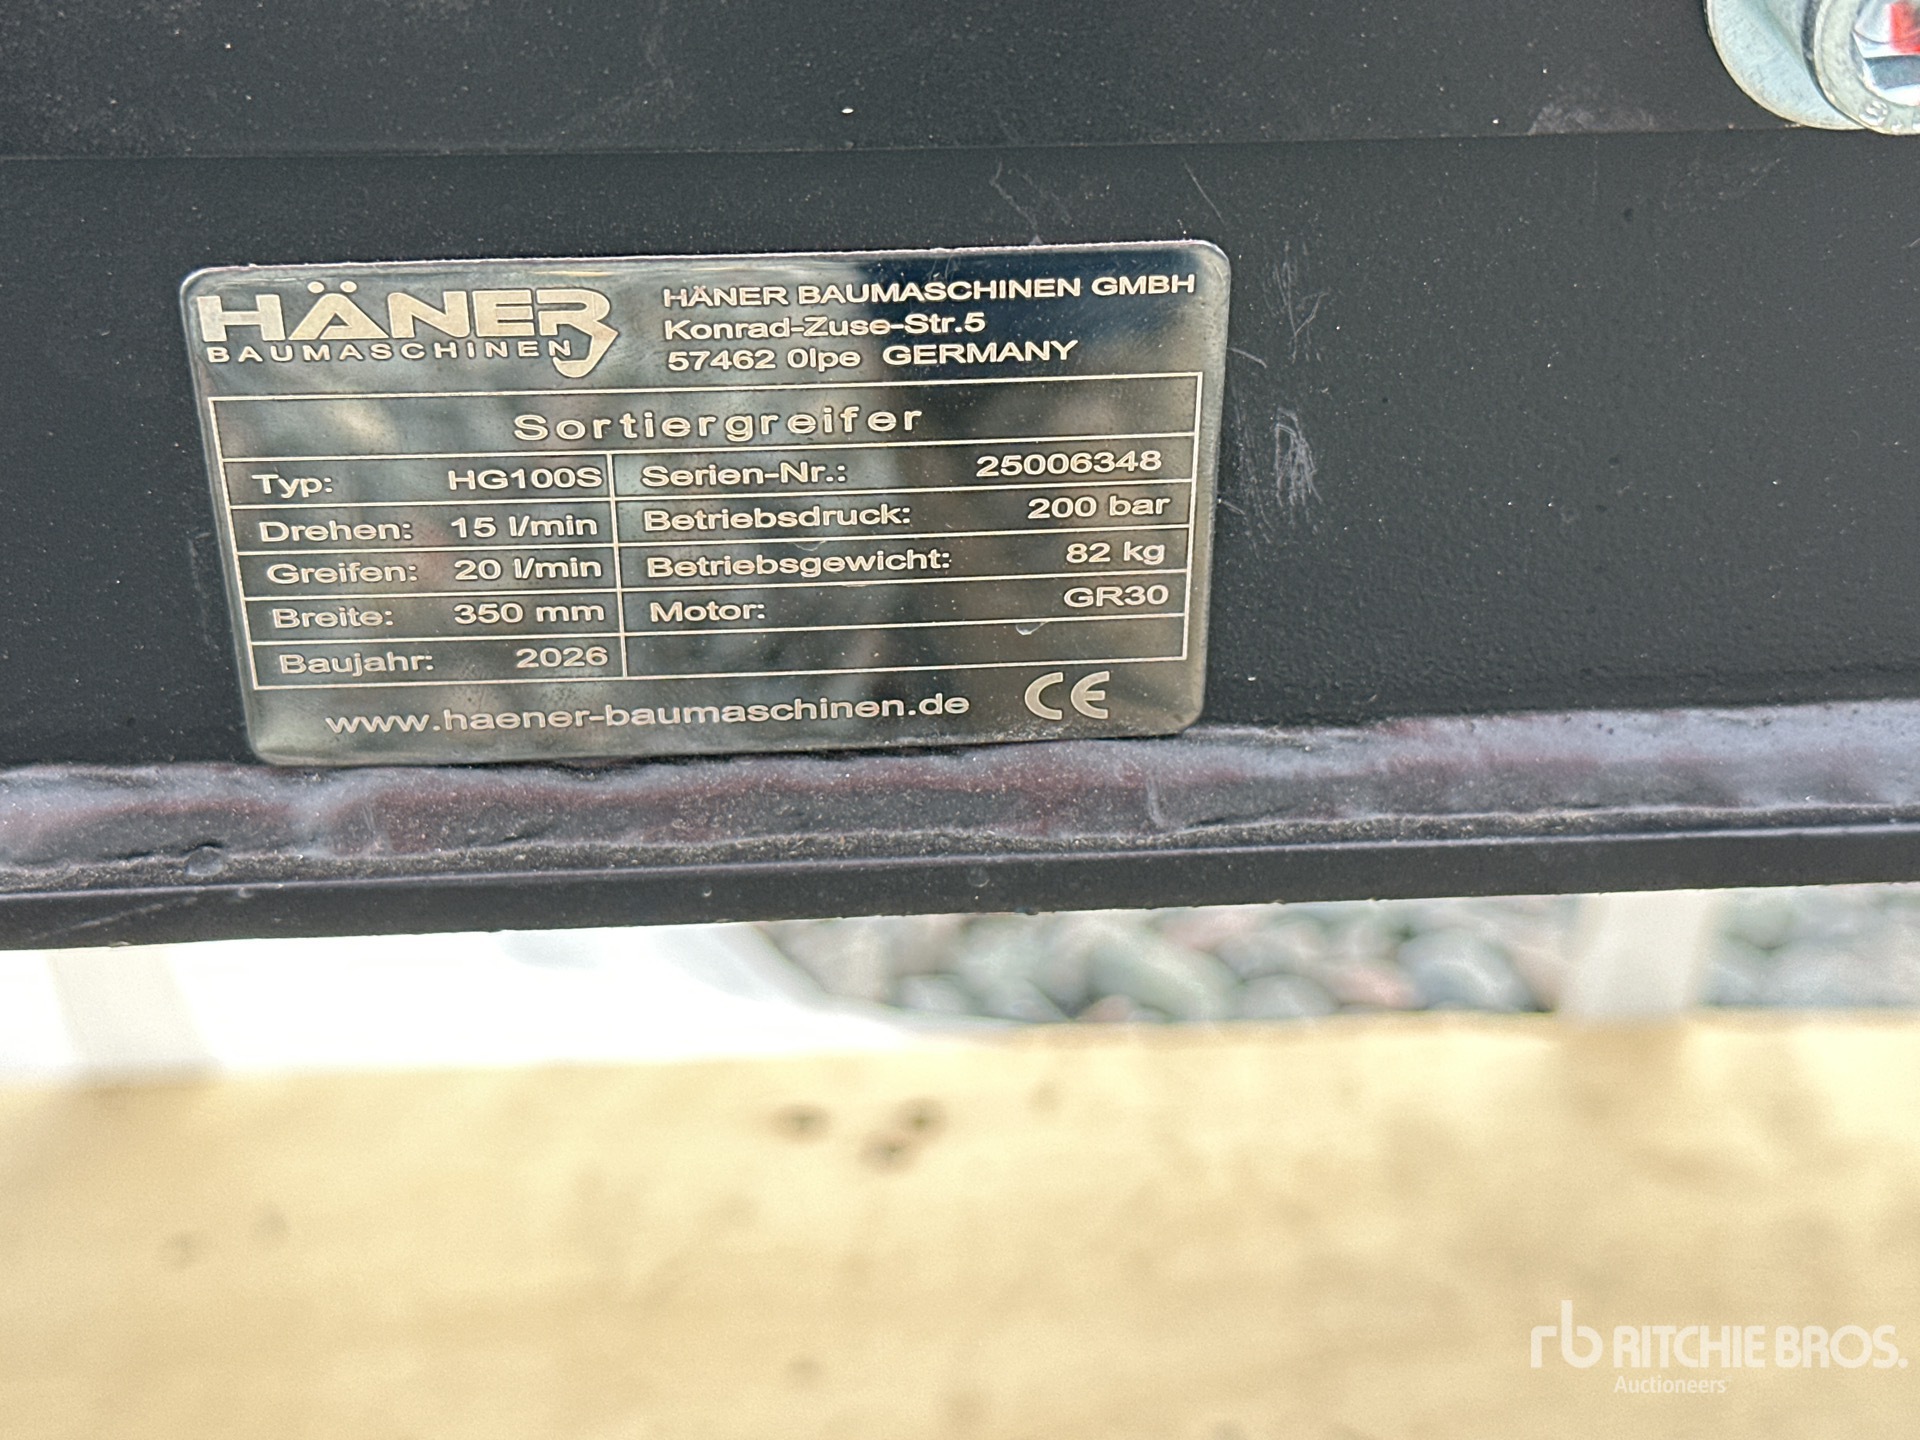 HÄNER
BAUMASCHINEN
HÄNER BAUMASCHINEN GMBH
Konrad-Zuse-Str.5
57462 Olpe GERMANY
Sortiergreifer
Typ: HG100S Serien-Nr.: 25006348
Drehen: 15 l/min Betriebsdruck: 200 bar
Greifen: 20 l/min Betriebsgewicht: 82 kg
Breite: 350 mm Motor: GR30
Baujahr: 2026
www.haener-baumaschinen.de CE
rb RITCHIE BROS.
Auctioneers